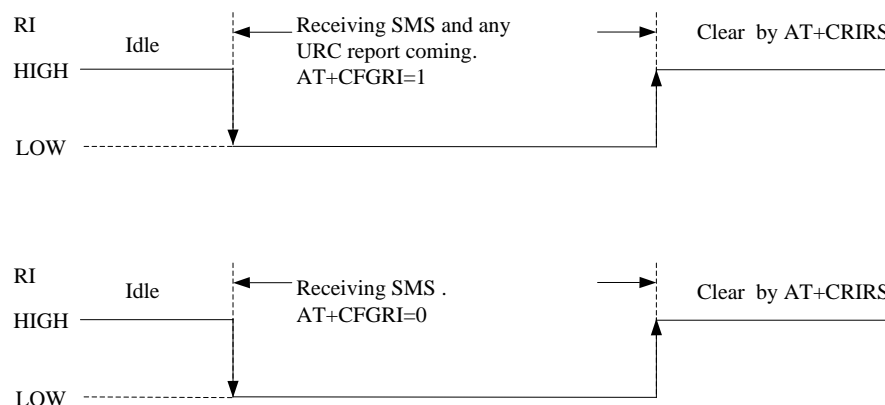 RI
Idle
Receiving SMS and any
URC report coming.
AT+CFGRI=1
Clear by AT+CRIRS
HIGH
LOW
RI
Idle
Receiving SMS .
AT+CFGRI=0
Clear by AT+CRIRS
HIGH
LOW